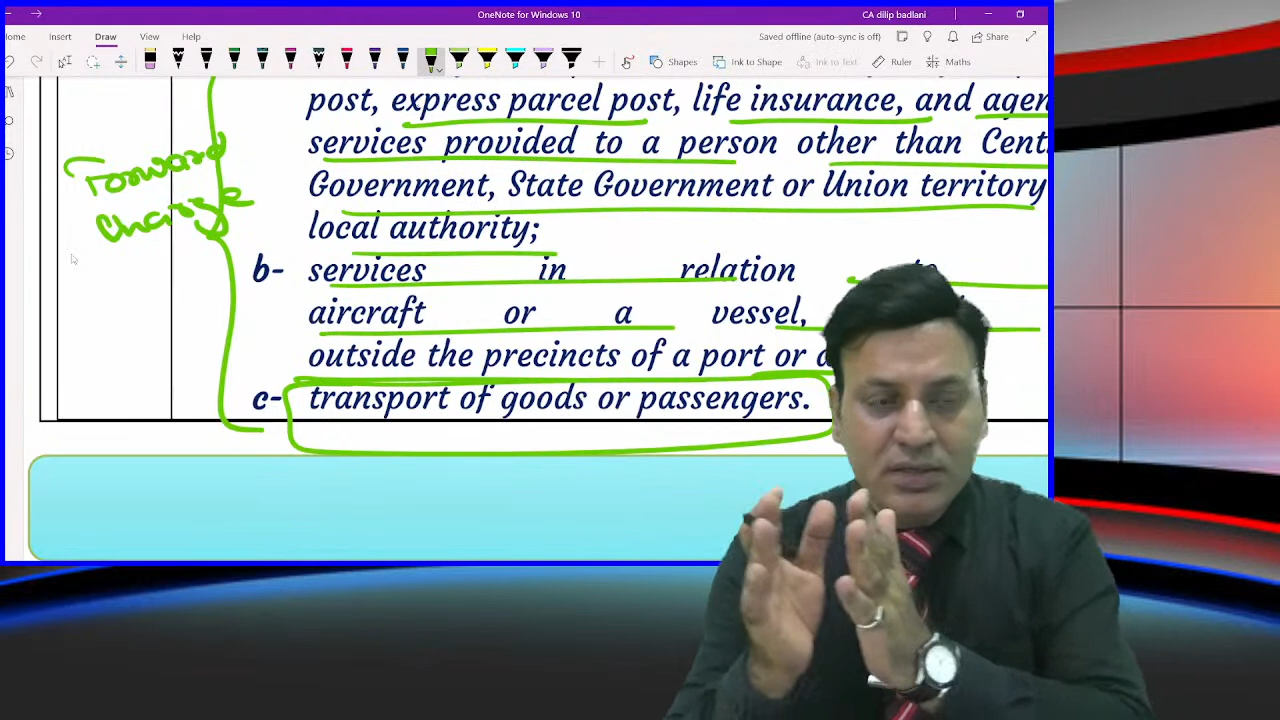 OneNote for Windows 10
CA dilip badlani
Insert
Draw
View
Help
Saved offline (auto-sync is off)
Share
Shapes
Ink to Shape
Ink to Text
Ruler
Maths
post, express parcel post, life insurance, and agen
services provided to a person other than Cent
Government, State Government or Union territory
local authority;
Forward
Charge
b- services in relation to
aircraft or a vessel,
outside the precincts of a port or
c- transport of goods or passengers.